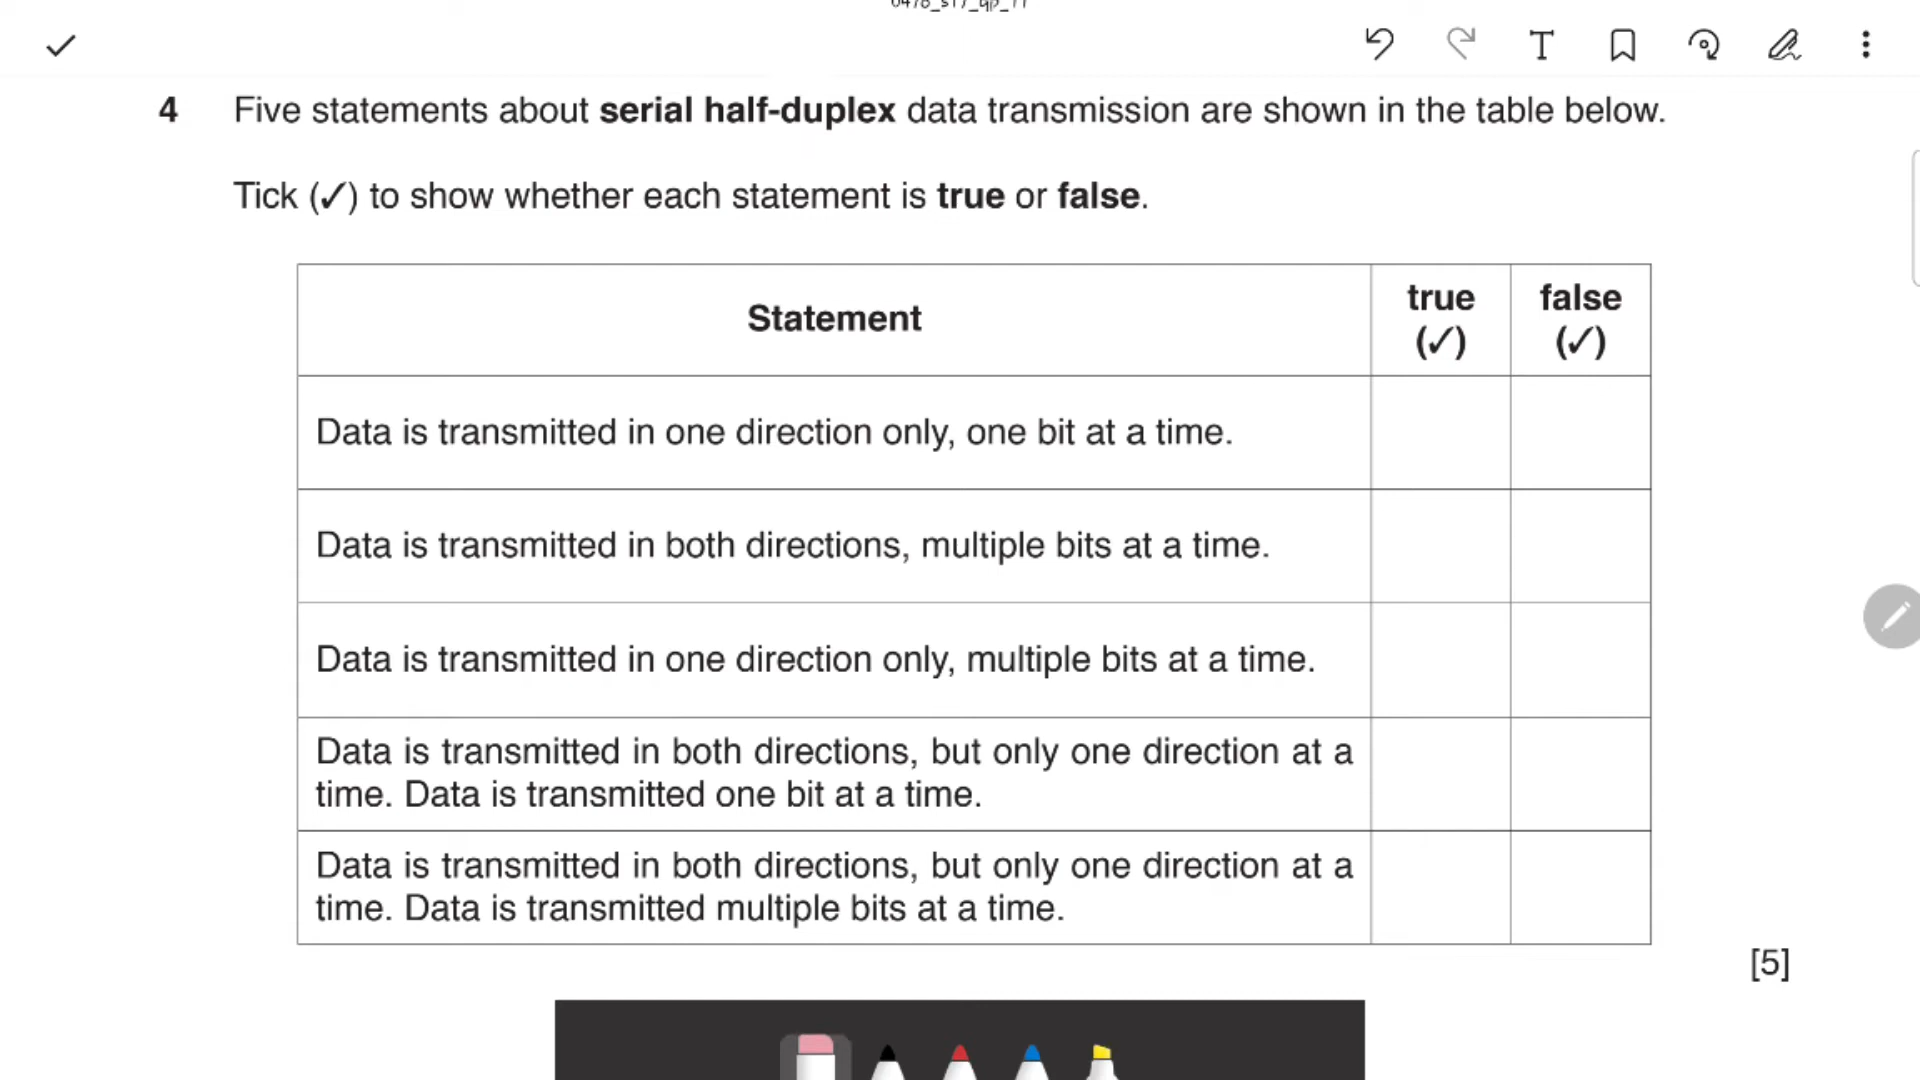 4 Five statements about serial half-duplex data transmission are shown in the table below.
Tick (✓) to show whether each statement is true or false.
Statement
true
(✓)
false
(✓)
Data is transmitted in one direction only, one bit at a time.
Data is transmitted in both directions, multiple bits at a time.
Data is transmitted in one direction only, multiple bits at a time.
Data is transmitted in both directions, but only one direction at a
time. Data is transmitted one bit at a time.
Data is transmitted in both directions, but only one direction at a
time. Data is transmitted multiple bits at a time.
[5]